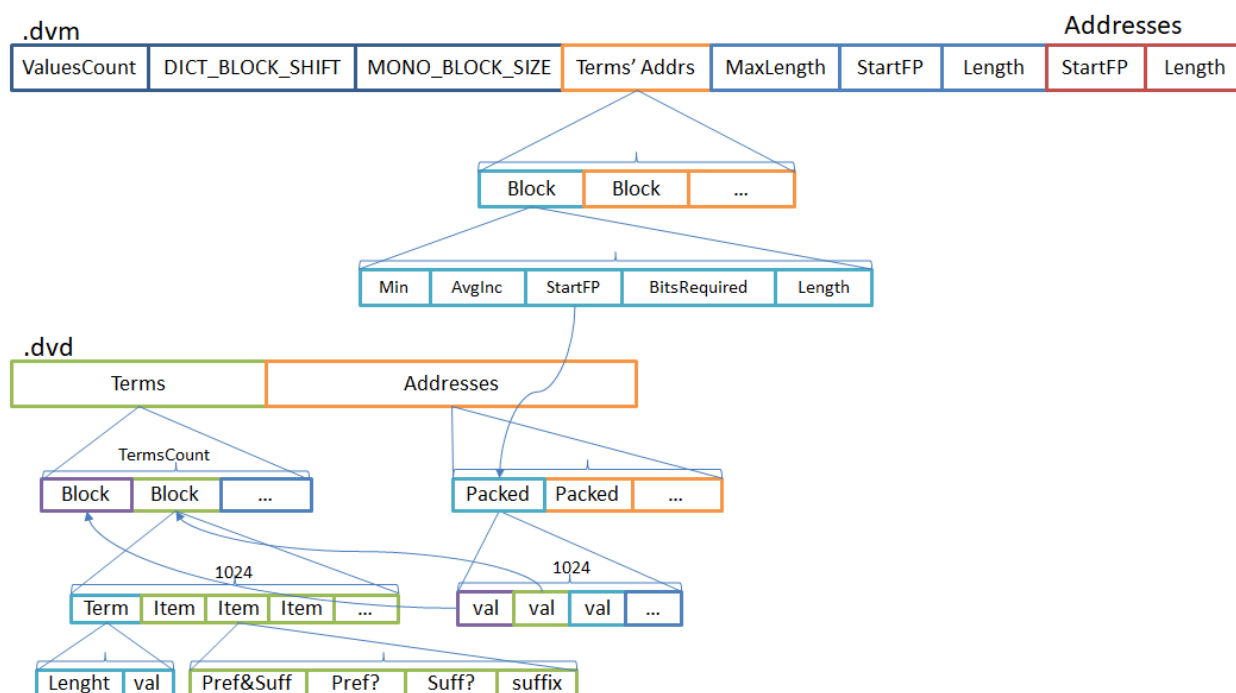 .dvm
Addresses
ValuesCount DICT_BLOCK_SHIFT MONO_BLOCK_SIZE Terms’ Addrs MaxLength StartFP Length StartFP Length
Block Block ...
Min AvgInc StartFP BitsRequired Length
.dvd
Terms Addresses
TermsCount
Block Block ...
Packed Packed ...
1024
1024
Term Item Item Item ...
val val val ...
Lenght val
Pref&Suff Pref? Suff? suffix